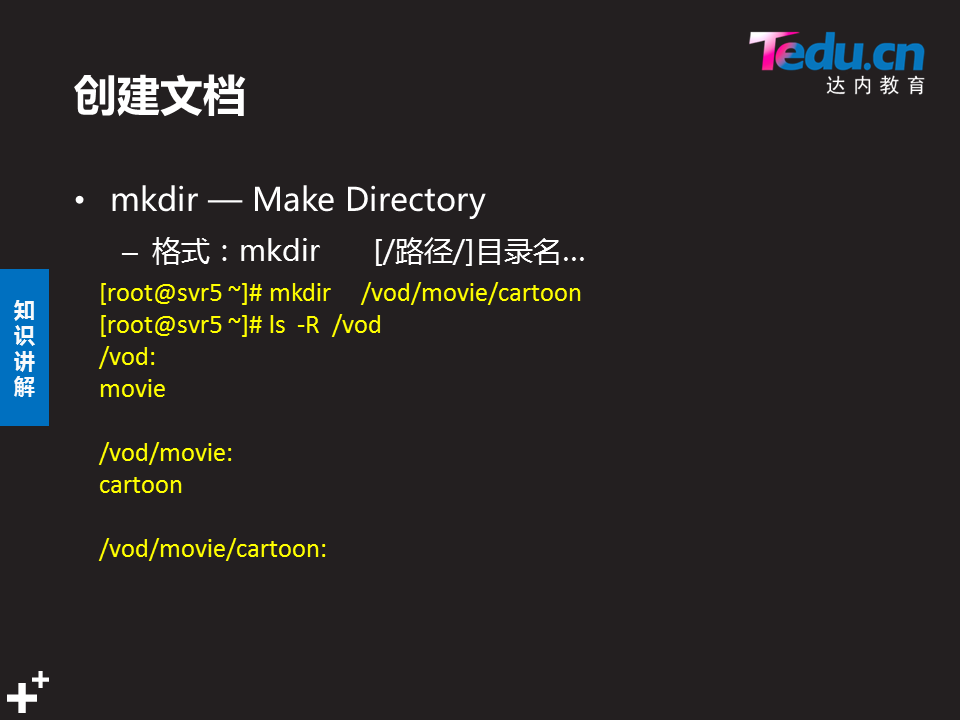 Tedu.cn
达内教育
创建文档
• mkdir — Make Directory
– 格式：mkdir [/路径/]目录名…
[root@svr5 ~]# mkdir /vod/movie/cartoon
[root@svr5 ~]# ls -R /vod
/vod:
movie
/vod/movie:
cartoon
/vod/movie/cartoon:
知识讲解